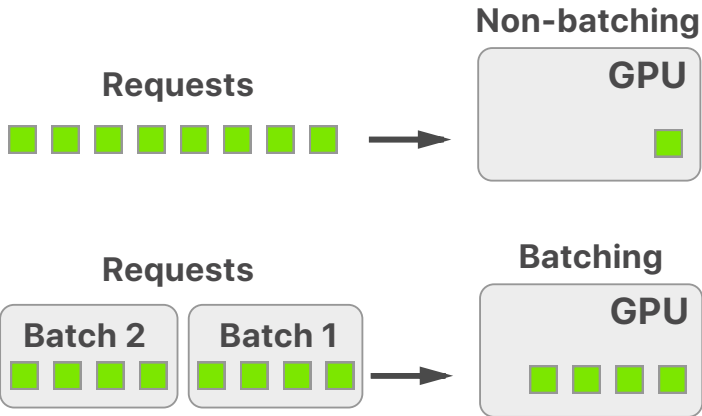 Non-batching
GPU
Requests
Batching
Requests
GPU
Batch 2
Batch 1